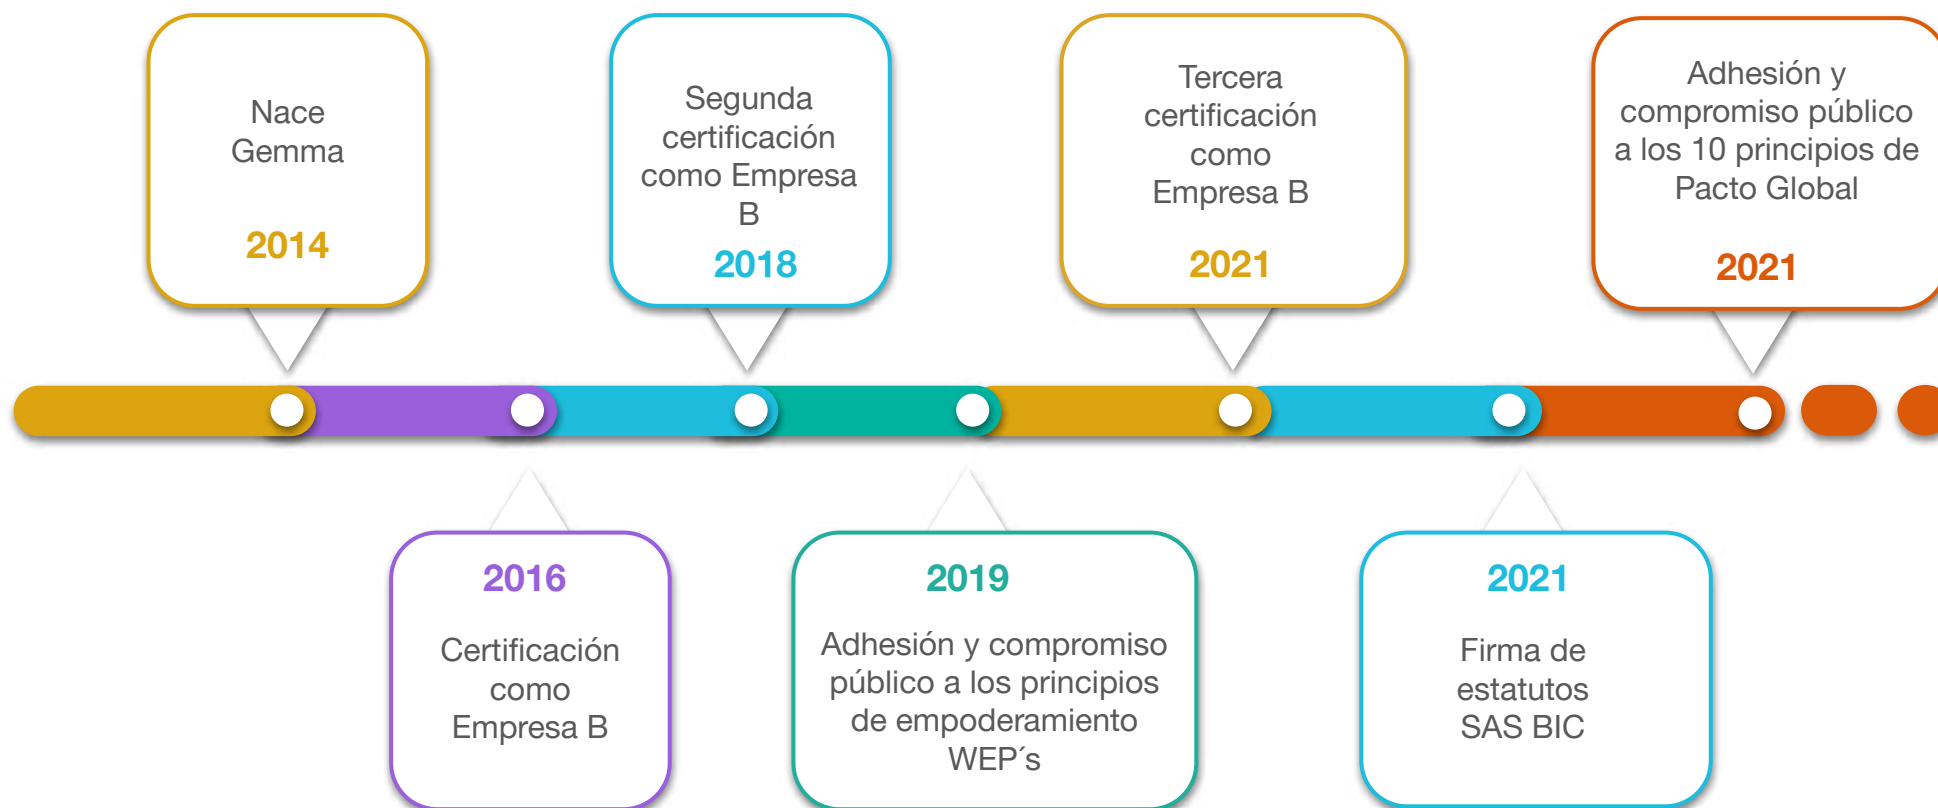 Nace
Gemma
2014
Segunda
certificación
como Empresa
B
2018
Tercera
certificación
como
Empresa B
2021
Adhesión y
compromiso público
a los 10 principios de
Pacto Global
2021
2016
Certificación
como
Empresa B
2019
Adhesión y compromiso
público a los principios
de empoderamiento
WEP´s
2021
Firma de
estatutos
SAS BIC